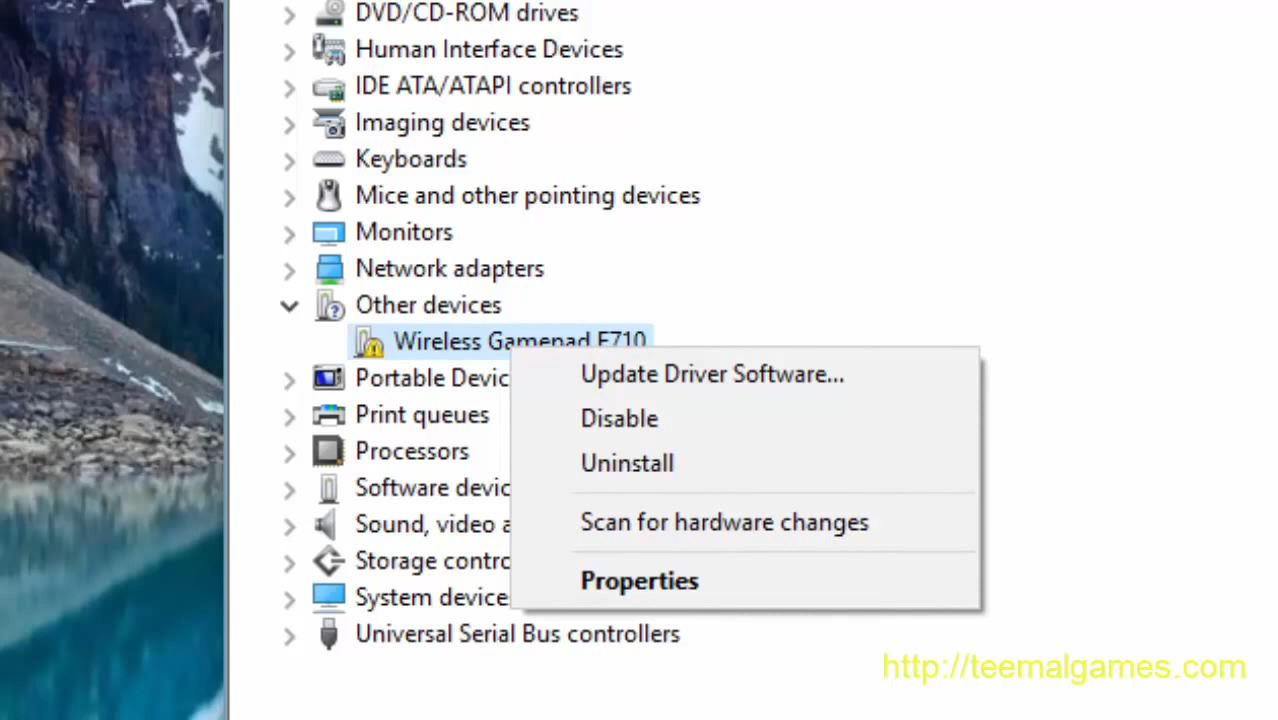 DVD/CD-ROM drives
Human Interface Devices
IDE ATA/ATAPI controllers
Imaging devices
Keyboards
Mice and other pointing devices
Monitors
Network adapters
Other devices
Wireless Gamepad F710
Update Driver Software...
Disable
Uninstall
Scan for hardware changes
Properties
Portable Devic
Print queues
Processors
Software devic
Sound, video a
Storage contro
System device
Universal Serial Bus controllers
http://teemalgames.com